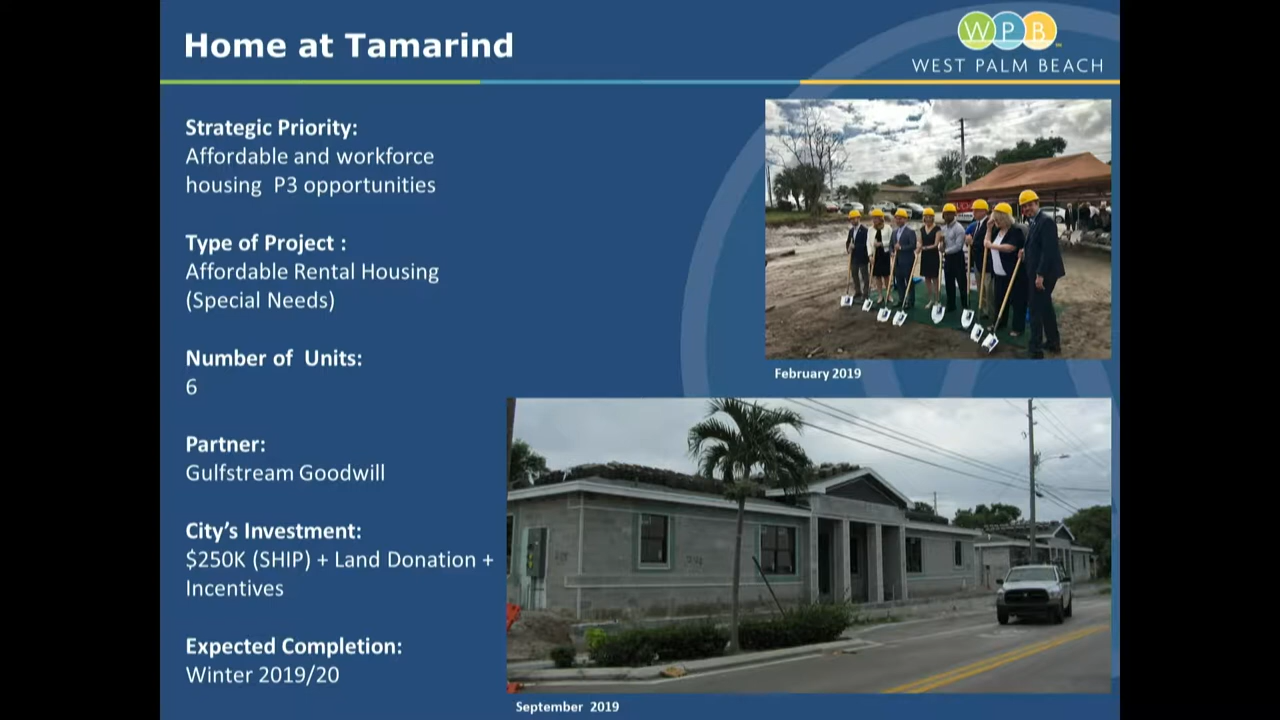 Home at Tamarind
WPB
WEST PALM BEACH
Strategic Priority:
Affordable and workforce
housing P3 opportunities
Type of Project :
Affordable Rental Housing
(Special Needs)
Number of Units:
6
Partner:
Gulfstream Goodwill
City’s Investment:
$250K (SHIP) + Land Donation +
Incentives
Expected Completion:
Winter 2019/20
February 2019
September 2019